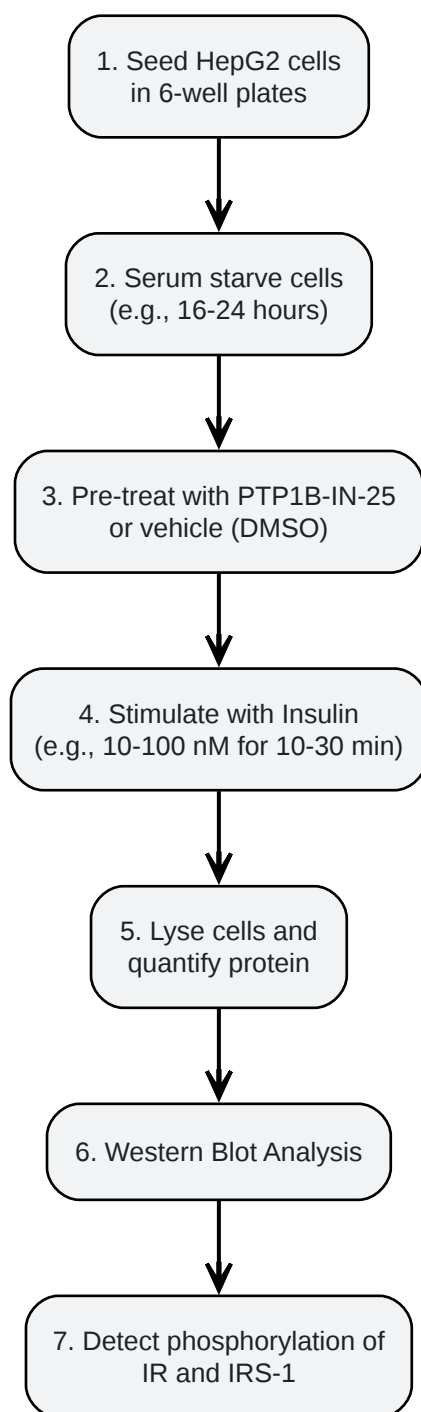 1. Seed HepG2 cells
in 6-well plates
2. Serum starve cells
(e.g., 16-24 hours)
3. Pre-treat with PTP1B-IN-25
or vehicle (DMSO)
4. Stimulate with Insulin
(e.g., 10-100 nM for 10-30 min)
5. Lyse cells and
quantify protein
6. Western Blot Analysis
7. Detect phosphorylation of
IR and IRS-1